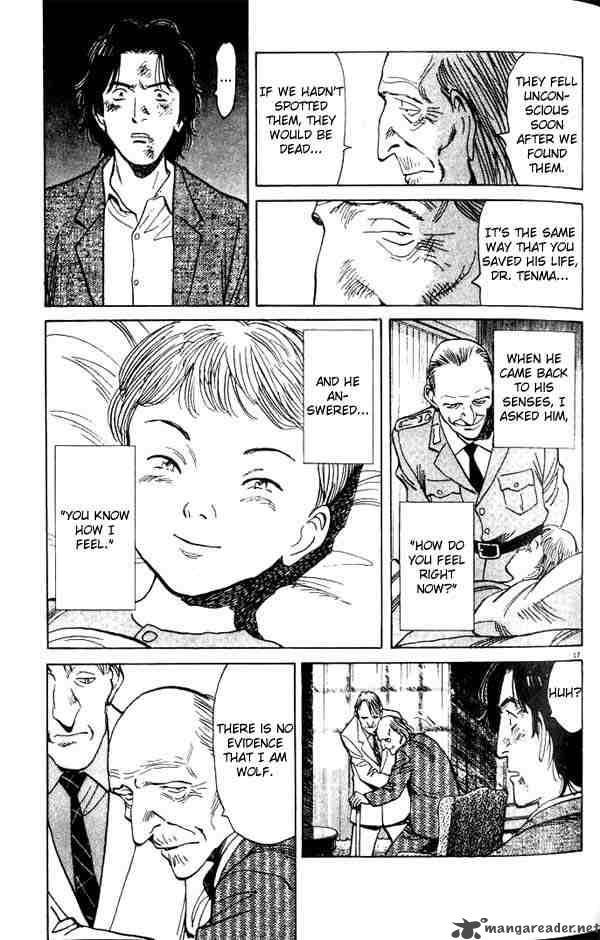 THEY FELL
UNCON-
SCIOUS
SOON
AFTER WE
FOUND
THEM.
IF WE HADN'T
SPOTTED
THEM, THEY
WOULD BE
DEAD...
...
IT'S THE SAME
WAY THAT YOU
SAVED HIS LIFE,
DR. TENMA...
WHEN HE
CAME BACK
TO HIS
SENSES, I
ASKED HIM,
"HOW DO
YOU FEEL
RIGHT
NOW?"
AND HE
AN-
SWERED...
"YOU KNOW
HOW I
FEEL."
17
HUH?
THERE IS NO
EVIDENCE
THAT I AM
WOLF.
mangareader.net